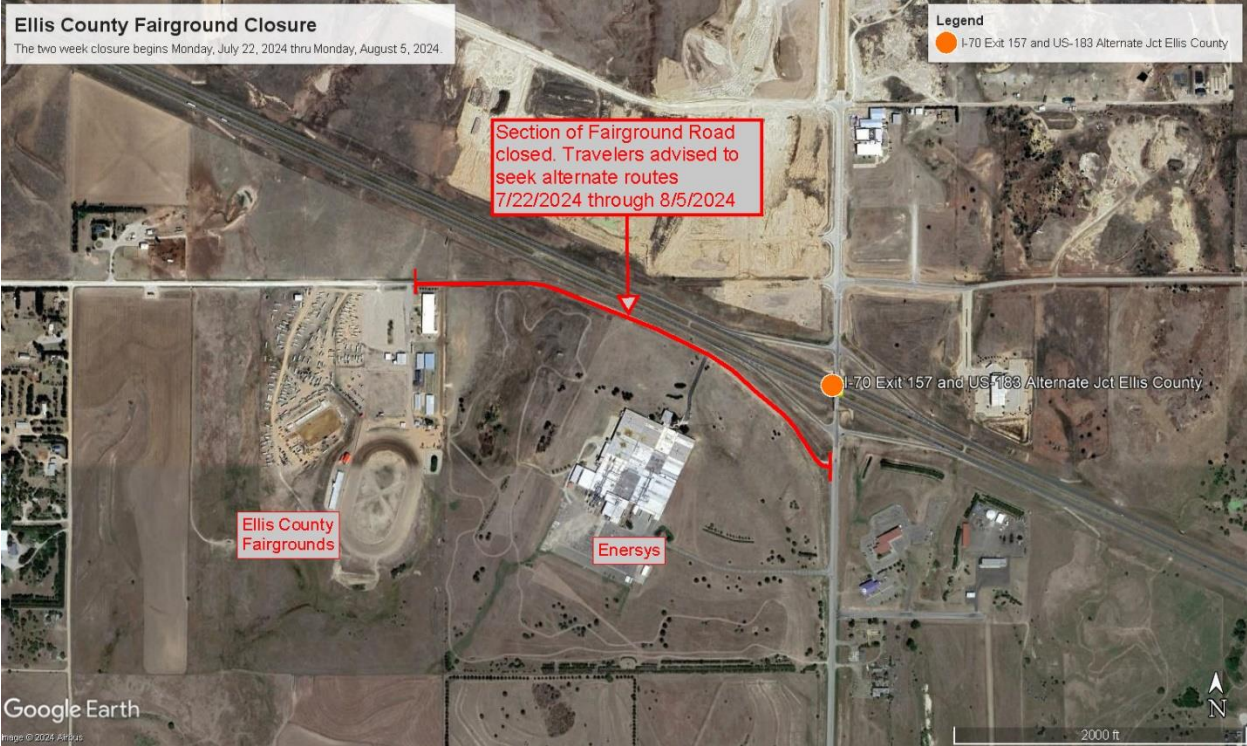 Ellis County Fairground Closure
The two week closure begins Monday, July 22, 2024 thru Monday, August 5, 2024.
Legend
I-70 Exit 157 and US-183 Alternate Jct Ellis County
Section of Fairground Road
closed. Travelers advised to
seek alternate routes
7/22/2024 through 8/5/2024
I-70 Exit 157 and US-183 Alternate Jct Ellis County
Ellis County
Fairgrounds
Enersys
Google Earth
Image © 2024 Airbus
N
2000 ft